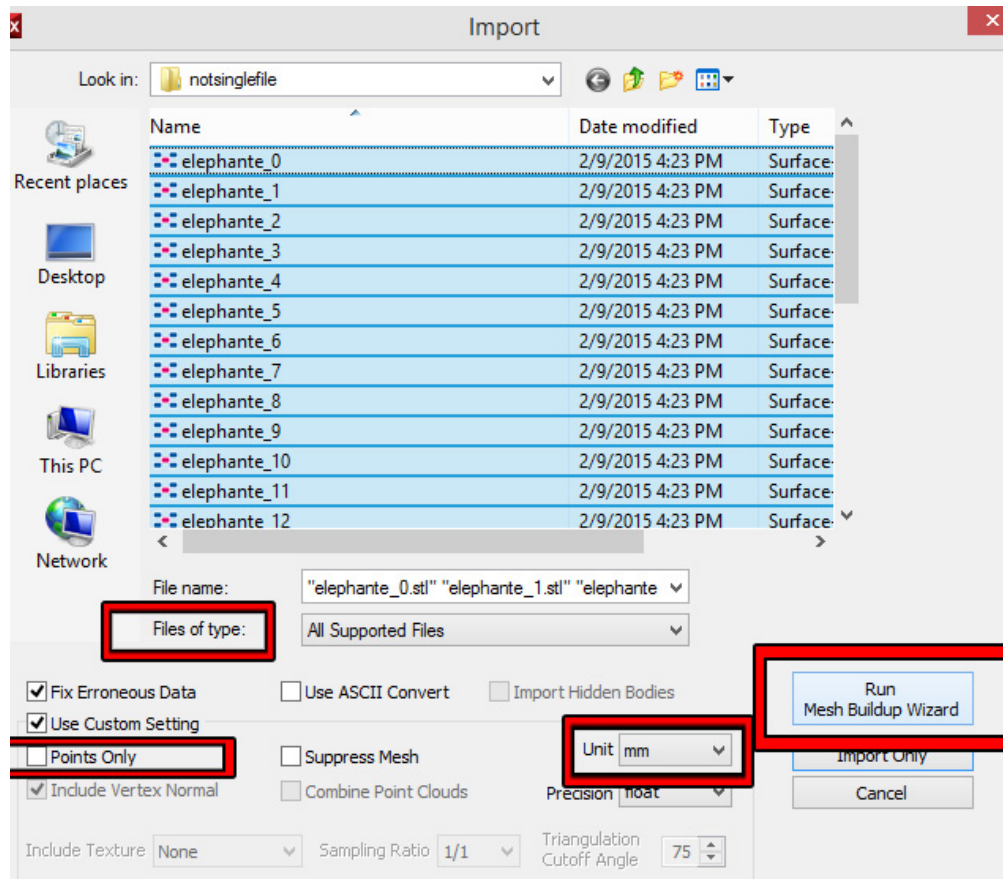 Import
Look in: notsinglefile
Name Date modified Type
Recent places
Desktop
Libraries
This PC
Network
elephante_0 2/9/2015 4:23 PM Surface-
elephante_1 2/9/2015 4:23 PM Surface-
elephante_2 2/9/2015 4:23 PM Surface-
elephante_3 2/9/2015 4:23 PM Surface-
elephante_4 2/9/2015 4:23 PM Surface-
elephante_5 2/9/2015 4:23 PM Surface-
elephante_6 2/9/2015 4:23 PM Surface-
elephante_7 2/9/2015 4:23 PM Surface-
elephante_8 2/9/2015 4:23 PM Surface-
elephante_9 2/9/2015 4:23 PM Surface-
elephante_10 2/9/2015 4:23 PM Surface-
elephante_11 2/9/2015 4:23 PM Surface-
elephante_12 2/9/2015 4:23 PM Surface-
File name: "elephante_0.stl" "elephante_1.stl" "elephante
Files of type: All Supported Files
Fix Erroneous Data Use ASCII Convert Import Hidden Bodies
Run
Mesh Buildup Wizard
Use Custom Setting
Points Only Suppress Mesh Unit mm
Import Only
Include Vertex Normal Combine Point Clouds Precision float
Cancel
Include Texture None Sampling Ratio 1/1 Triangulation
Cutoff Angle 75